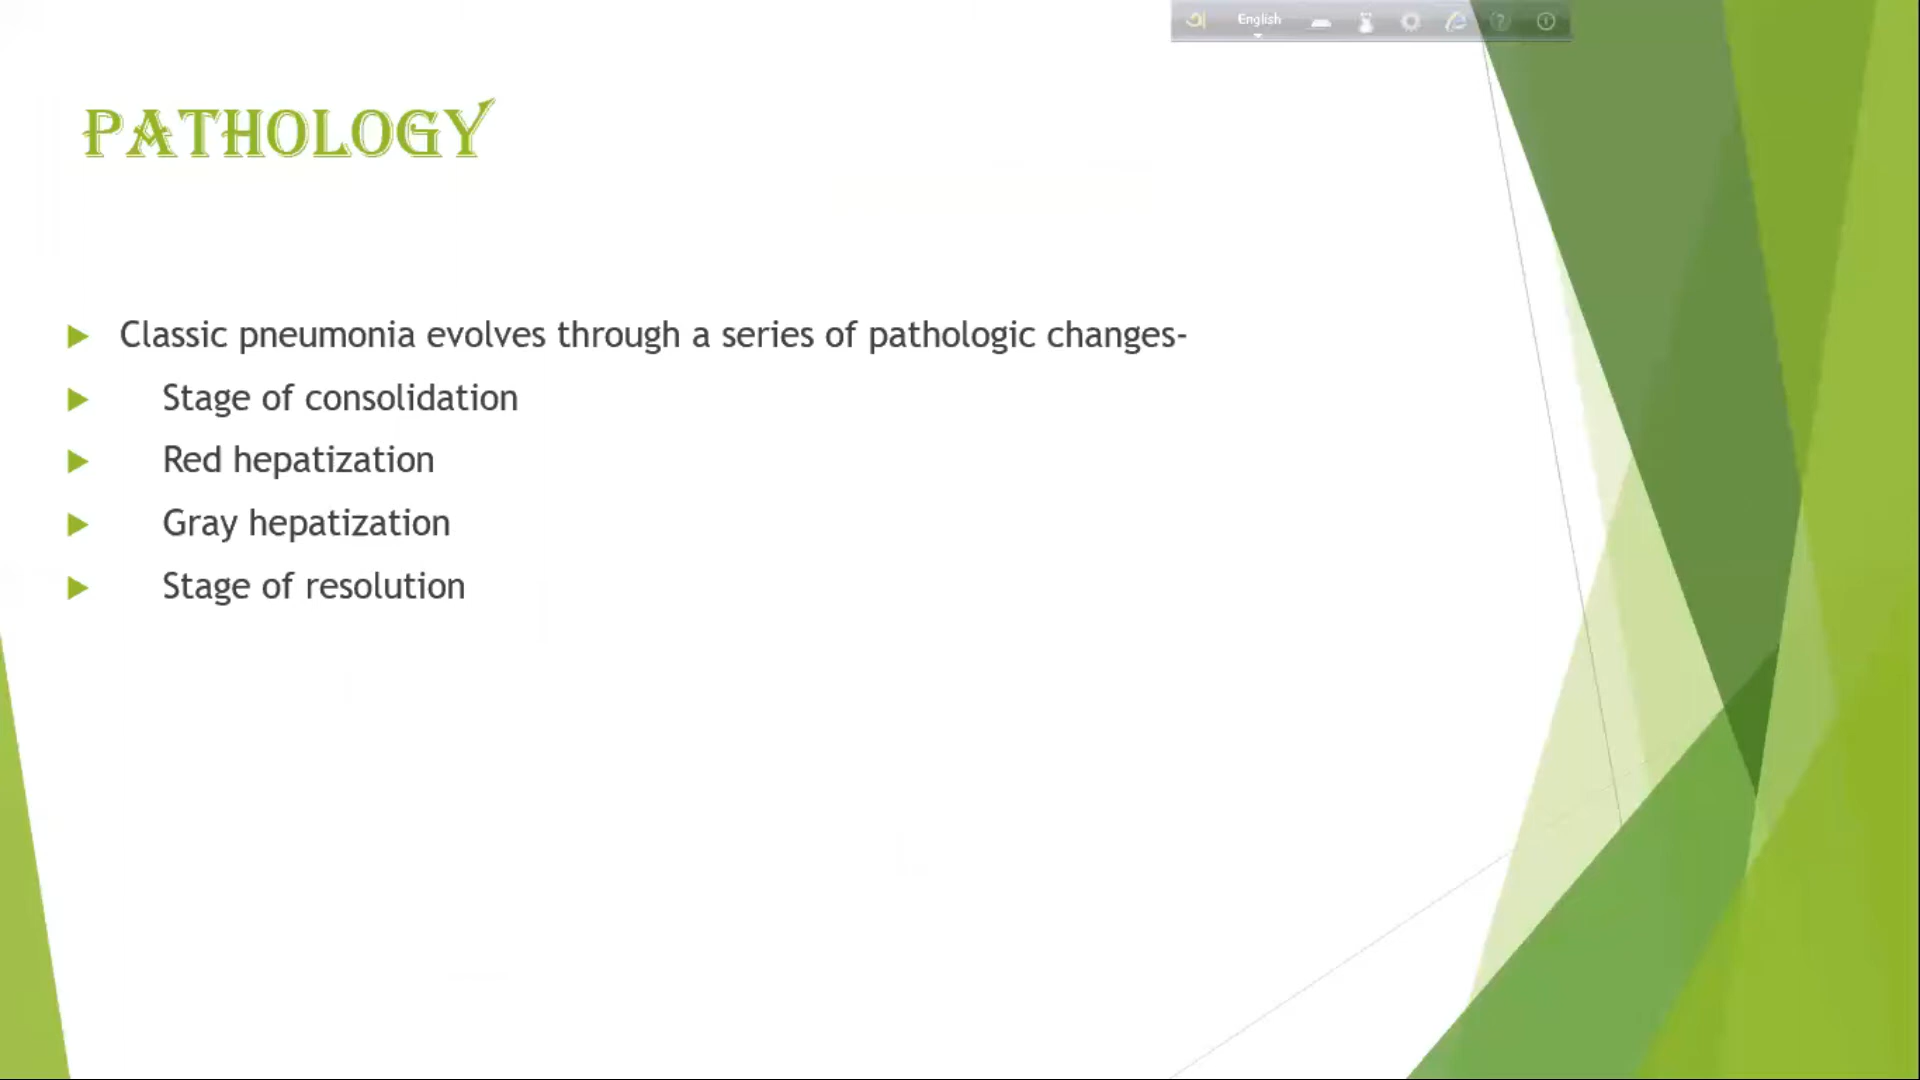 অ English
PATHOLOGY
Classic pneumonia evolves through a series of pathologic changes-
Stage of consolidation
Red hepatization
Gray hepatization
Stage of resolution